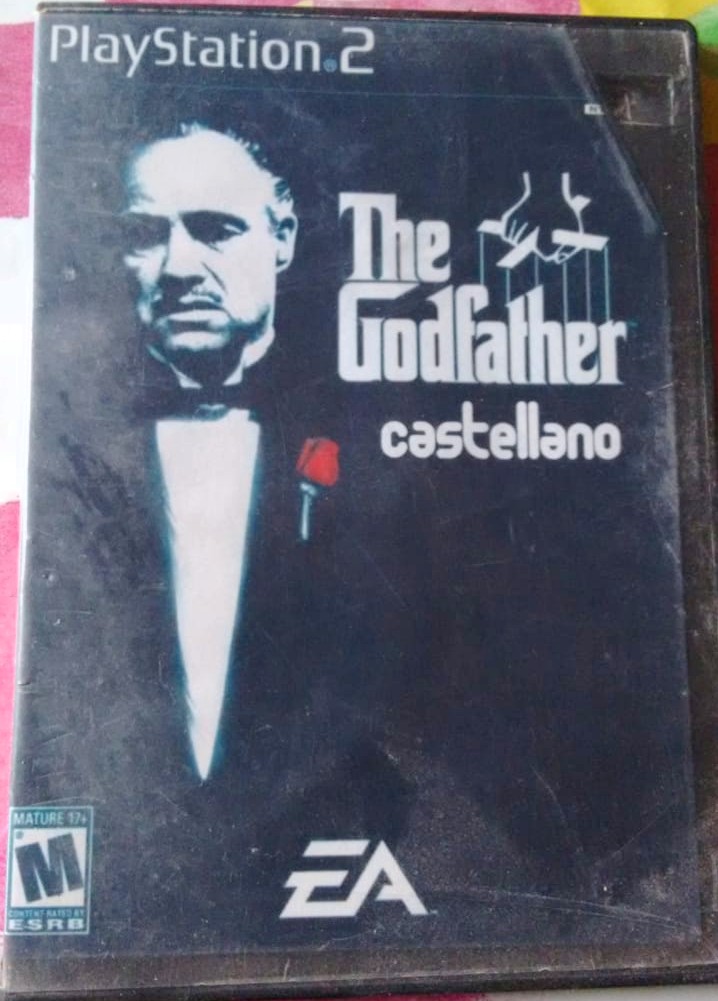 PlayStation®2
The
Godfather
castellano
MATURE 17+
M
CONTENT RATED BY
ESRB
EA